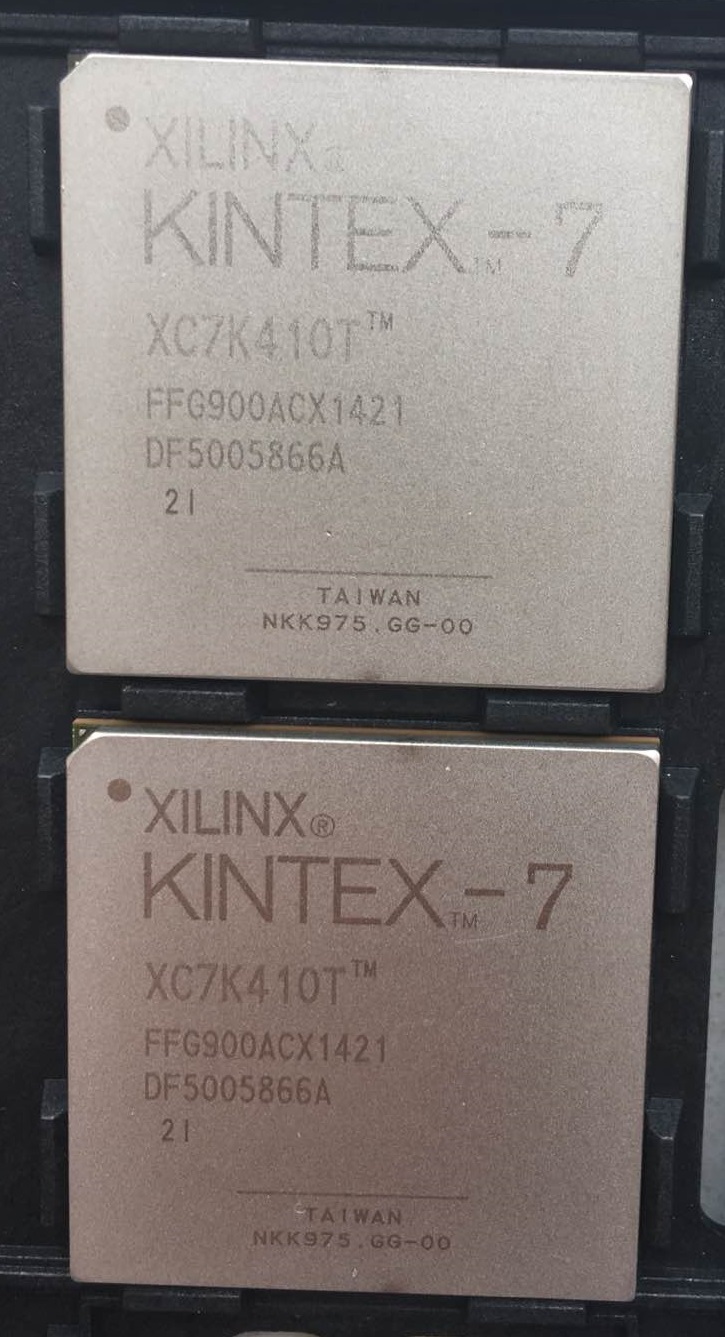 XILINX®
KINTEX™-7
XC7K410T™
FFG900ACX1421
DF5005866A
2I
TAIWAN
NKK975.GG-00
XILINX®
KINTEX™-7
XC7K410T™
FFG900ACX1421
DF5005866A
2I
TAIWAN
NKK975.GG-00